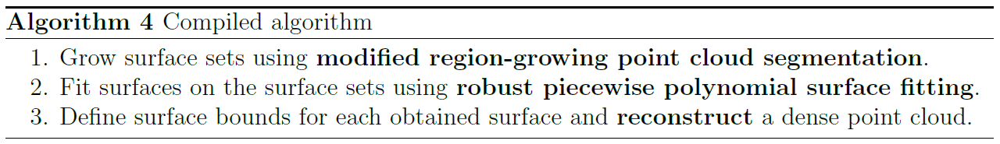 Algorithm 4 Compiled algorithm
1. Grow surface sets using modified region-growing point cloud segmentation.
2. Fit surfaces on the surface sets using robust piecewise polynomial surface fitting.
3. Define surface bounds for each obtained surface and reconstruct a dense point cloud.